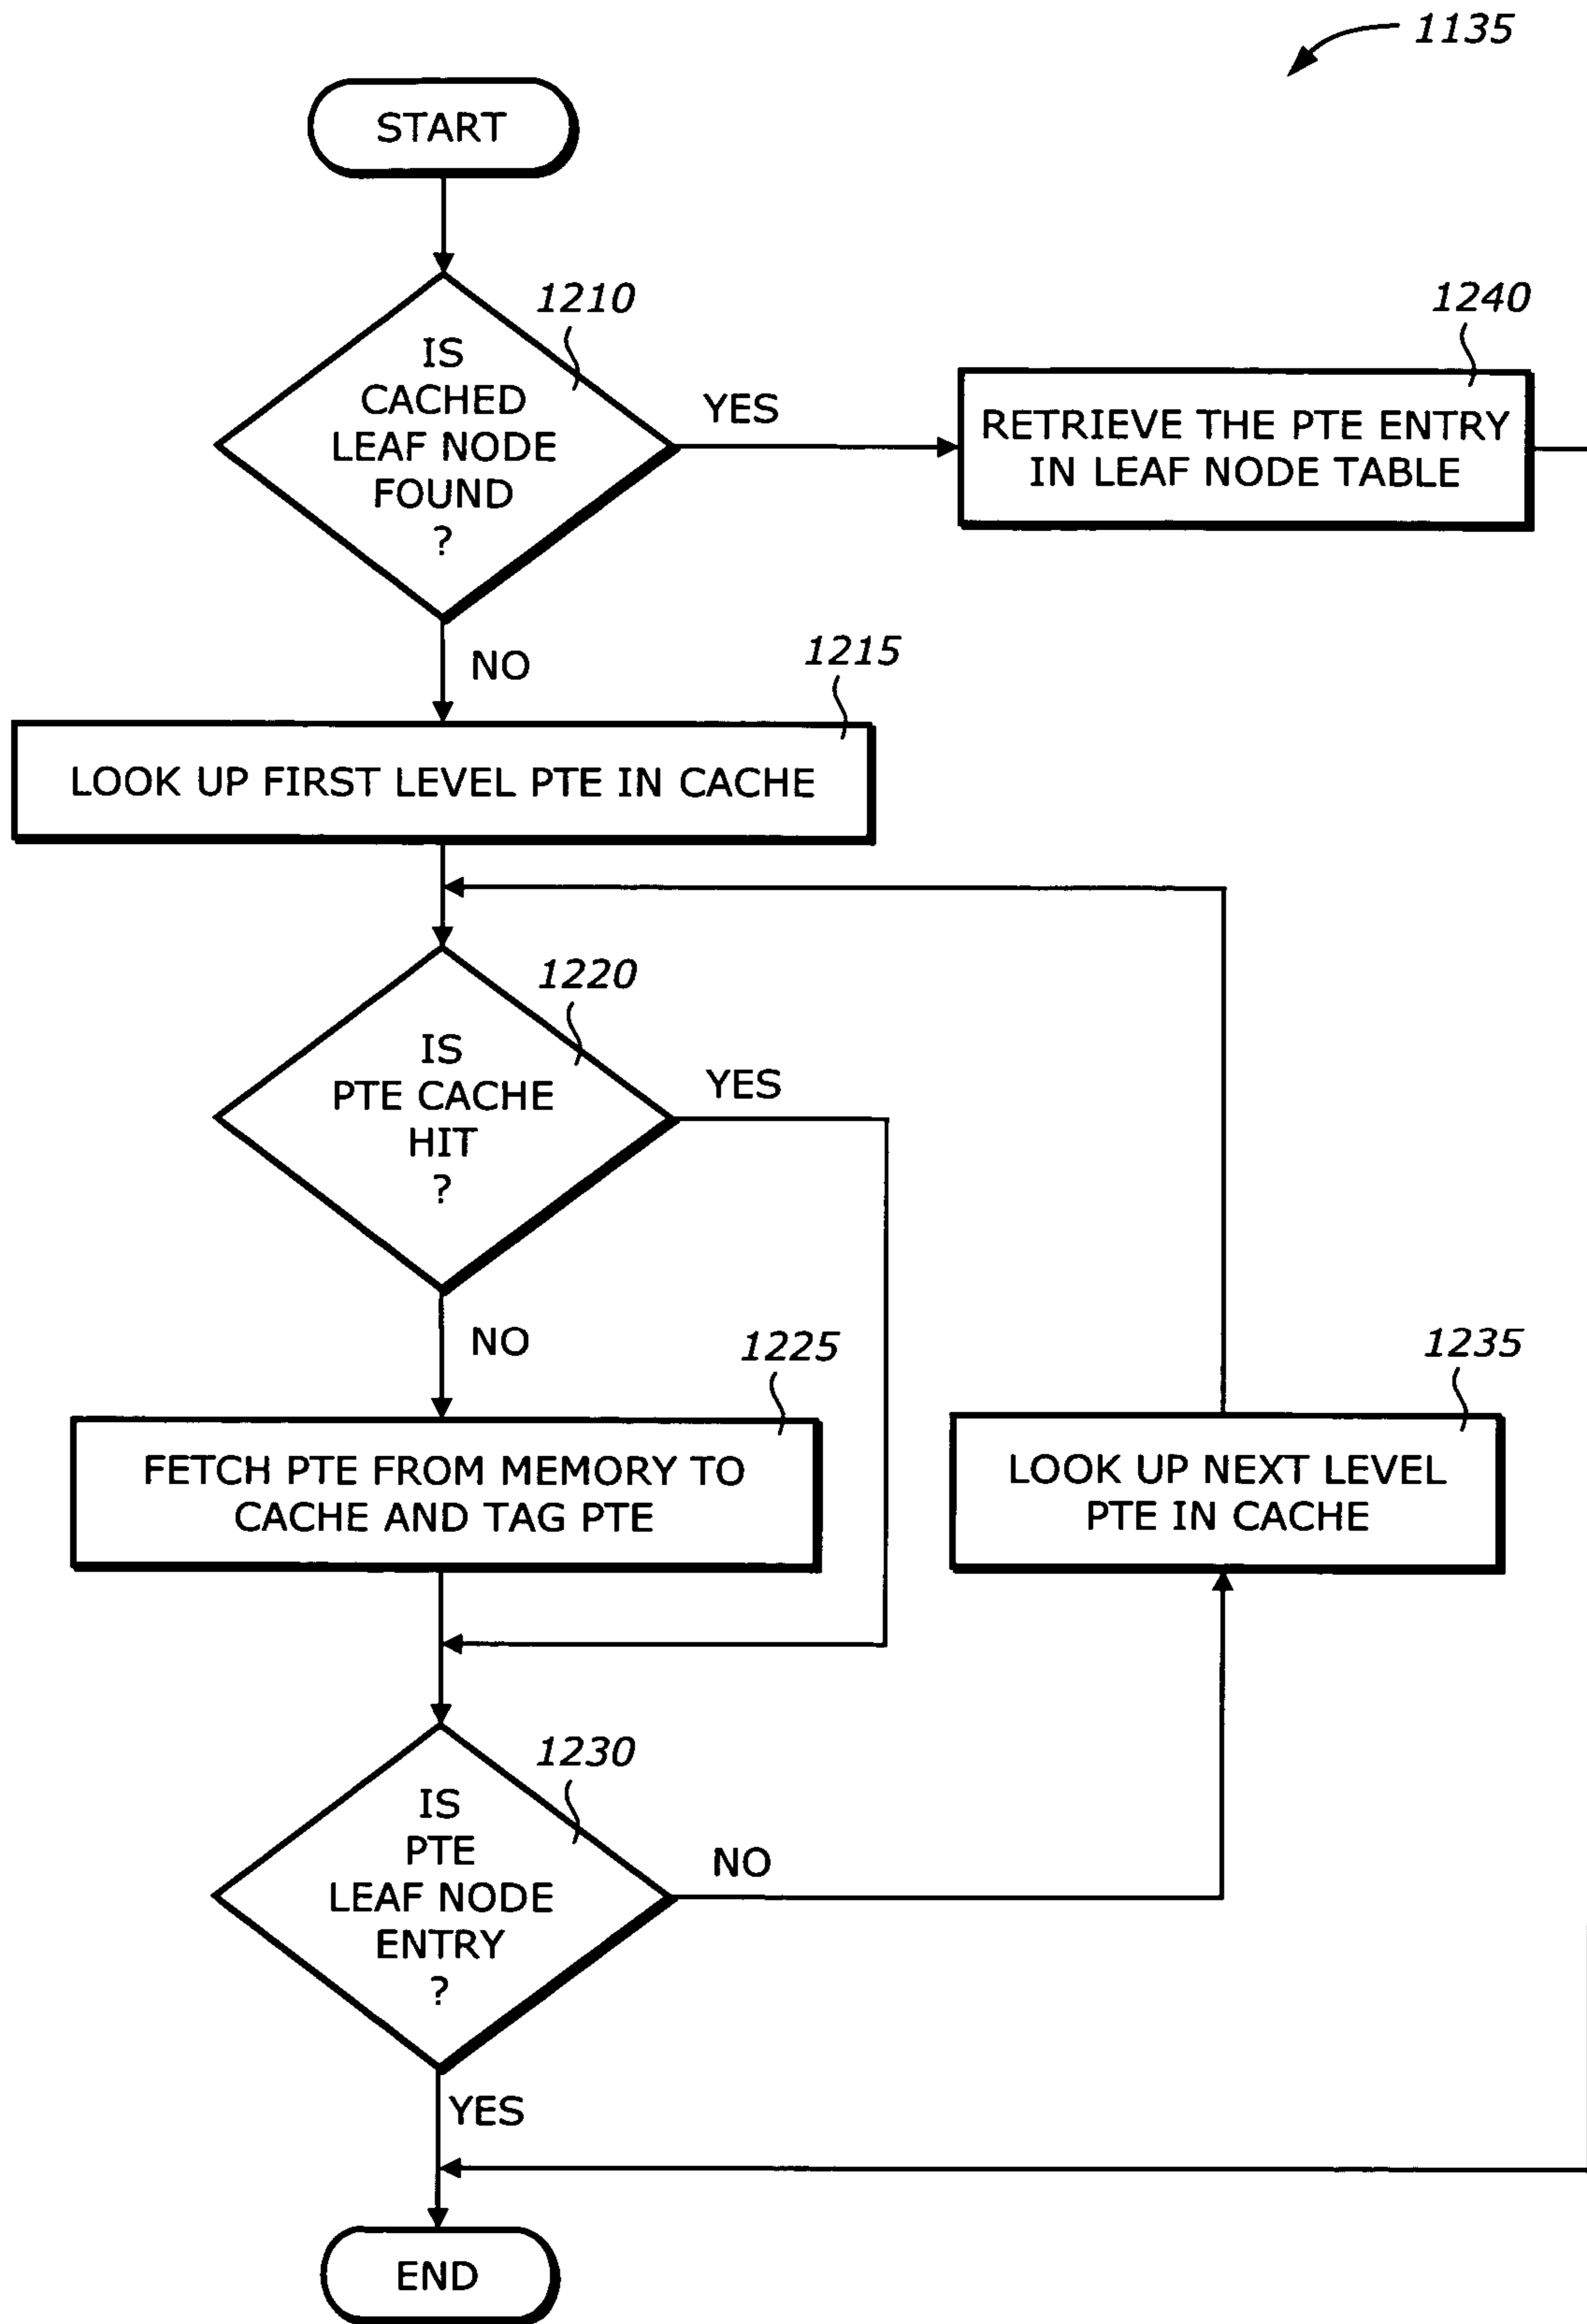 1135
START
1210
IS
CACHED
LEAF NODE
FOUND
?
YES
1240
RETRIEVE THE PTE ENTRY
IN LEAF NODE TABLE
NO
1215
LOOK UP FIRST LEVEL PTE IN CACHE
1220
IS
PTE CACHE
HIT
?
YES
NO
1225
FETCH PTE FROM MEMORY TO
CACHE AND TAG PTE
1235
LOOK UP NEXT LEVEL
PTE IN CACHE
1230
IS
PTE
LEAF NODE
ENTRY
?
NO
YES
END